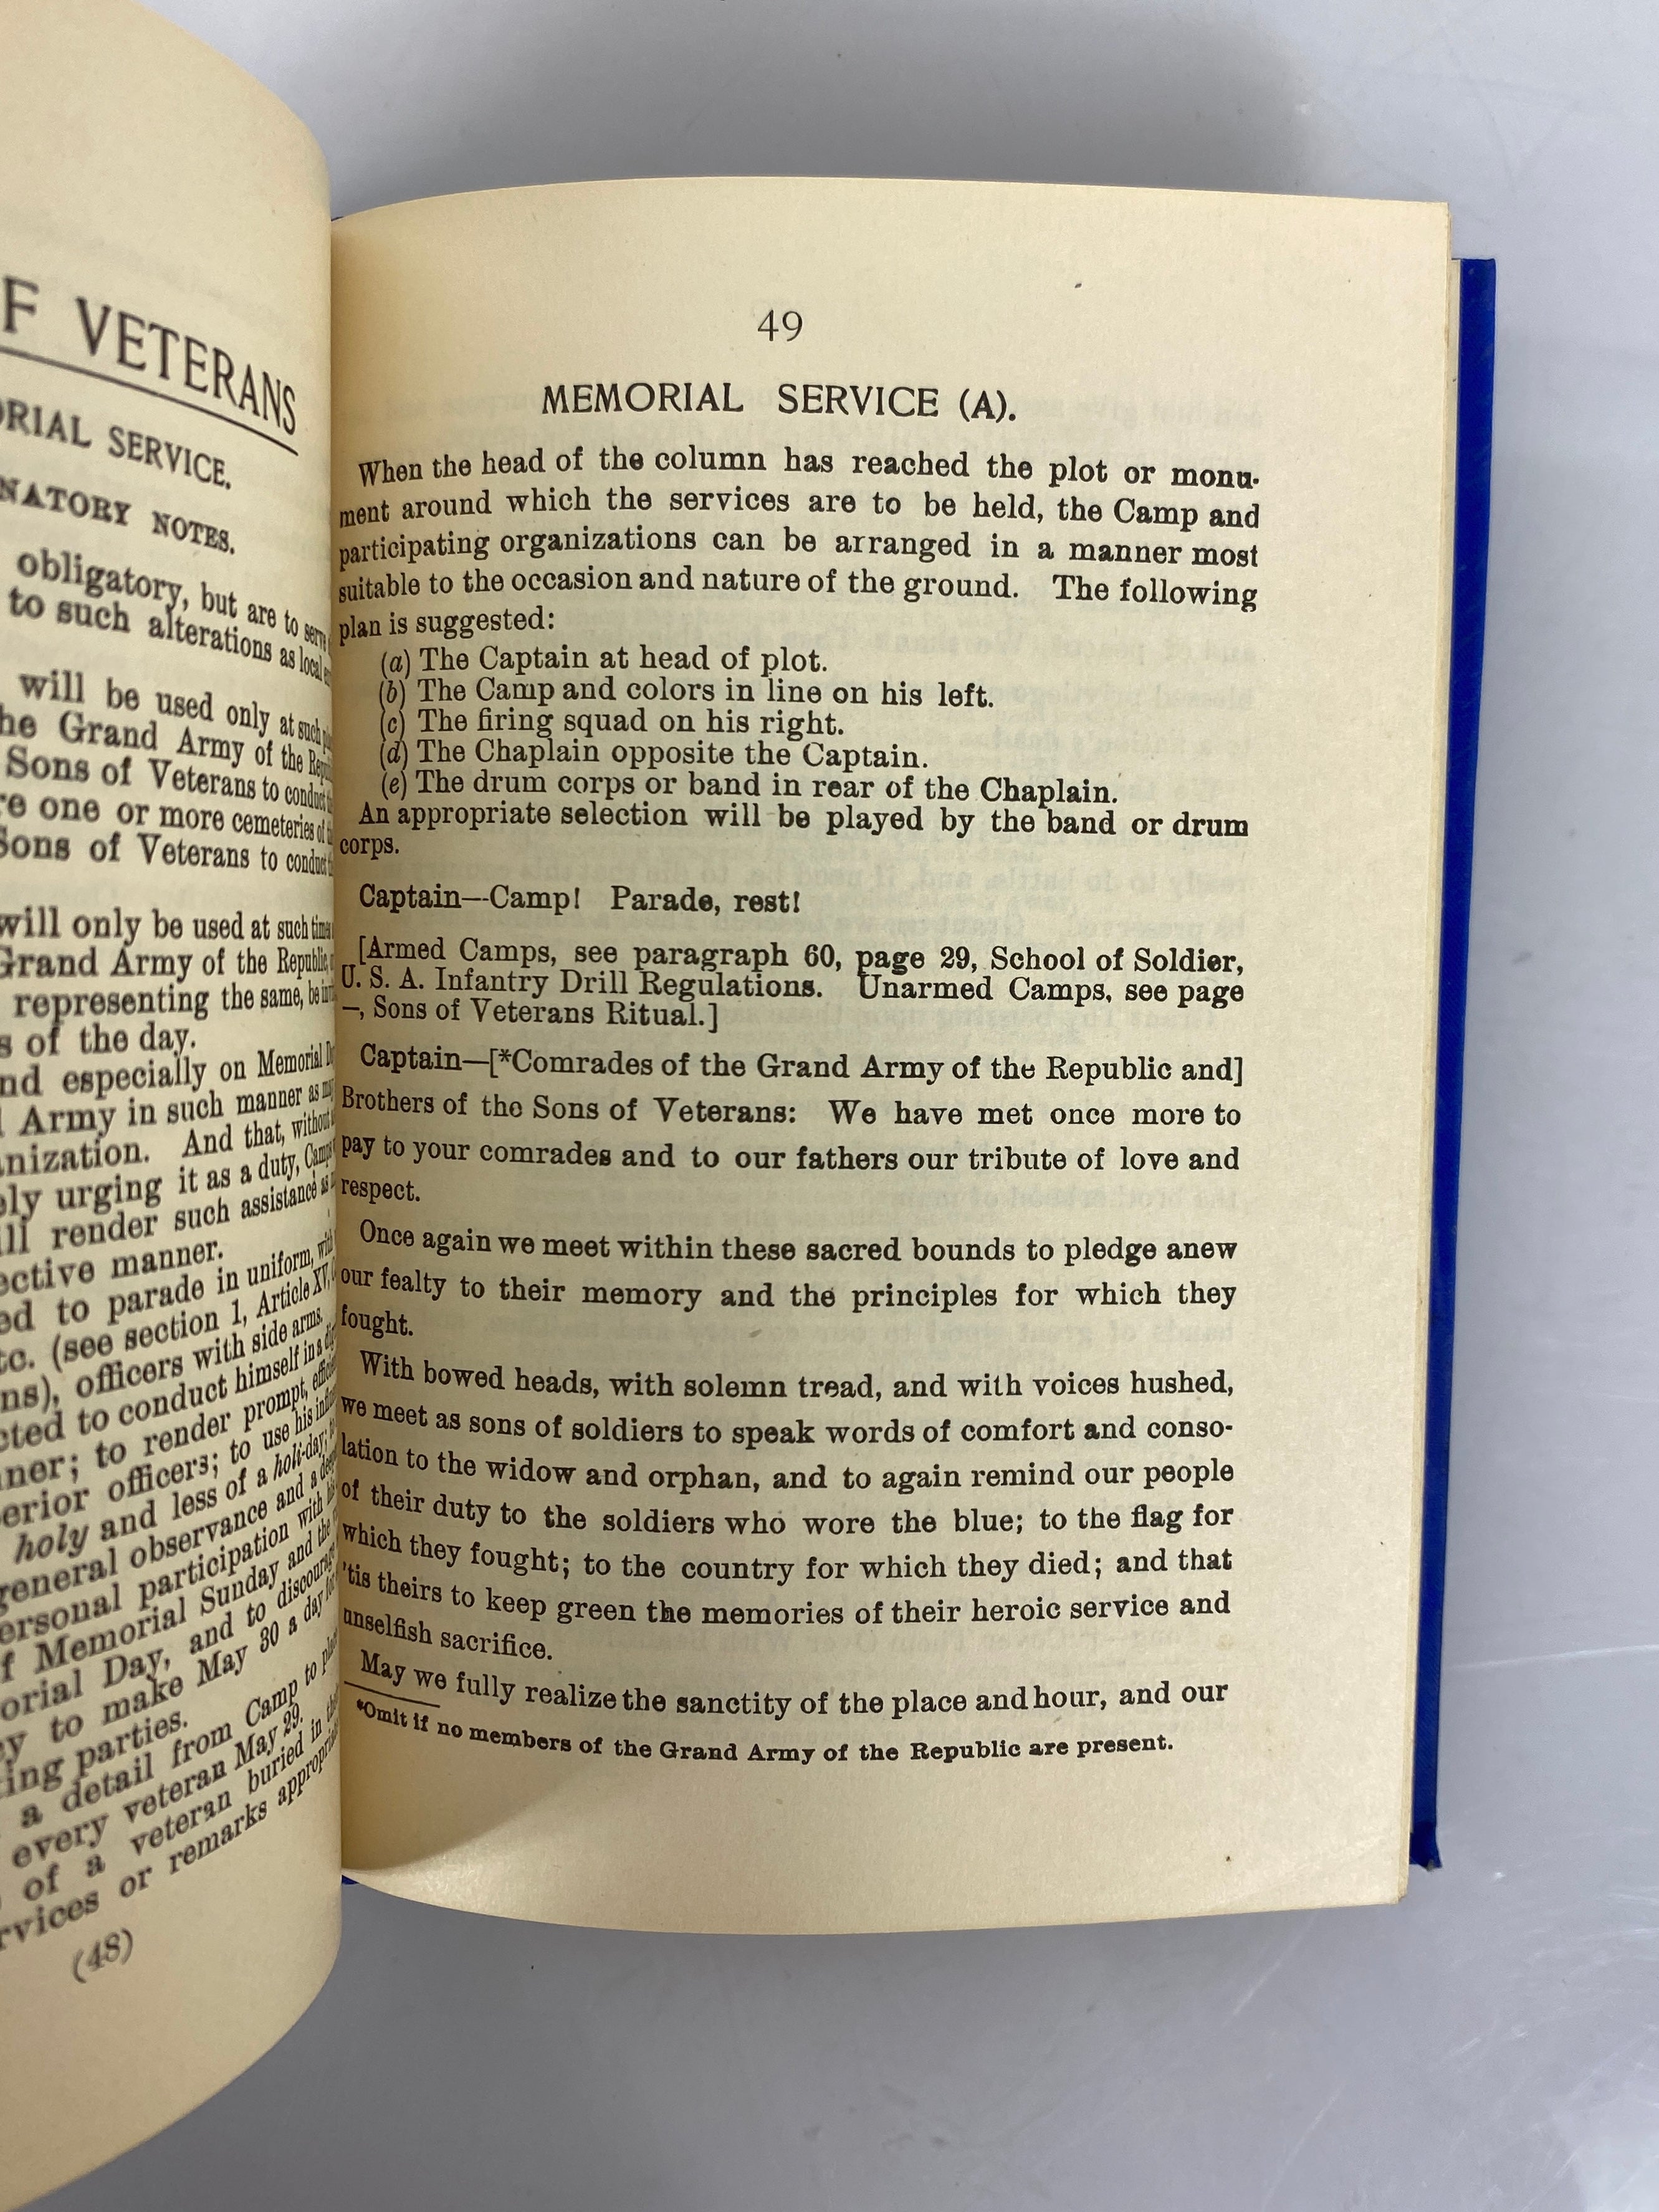 F VETERANS
ORIAL SERVICE.
NATORY NOTES.
obligatory, but are to serve
to such alterations as local
will be used only at such
he Grand Army of the
Sons of Veterans to conduct
re one or more cemeteries of
Sons of Veterans to conduct
will only be used at such times
Grand Army of the Republic,
representing the same, be
s of the day.
nd especially on Memorial
l Army in such manner as
nization. And that, without
ely urging it as a duty, Camps
ll render such assistance as
ective manner.
ed to parade in uniform, with
tc. (see section 1, Article XV,
ns), officers with side arms.
cted to conduct himself in a
ner; to render prompt,
erior officers; to use his
holy and less of a holi-day;
general observance and a
ersonal participation with
f Memorial Sunday and the
orial Day, and to discourage
ey to make May 30 a day for
ting parties.
a detail from Camp to
every veteran May 29.
of a veteran buried in the
rvices or remarks
(48)
49
MEMORIAL SERVICE (A).
When the head of the column has reached the plot or monu-
ment around which the services are to be held, the Camp and
participating organizations can be arranged in a manner most
suitable to the occasion and nature of the ground. The following
plan is suggested:
(a) The Captain at head of plot.
(b) The Camp and colors in line on his left.
(c) The firing squad on his right.
(d) The Chaplain opposite the Captain.
(e) The drum corps or band in rear of the Chaplain.
An appropriate selection will be played by the band or drum
corps.
Captain—Camp! Parade, rest!
[Armed Camps, see paragraph 60, page 29, School of Soldier,
U. S. A. Infantry Drill Regulations. Unarmed Camps, see page
—, Sons of Veterans Ritual.]
Captain—[*Comrades of the Grand Army of the Republic and]
Brothers of the Sons of Veterans: We have met once more to
pay to your comrades and to our fathers our tribute of love and
respect.
Once again we meet within these sacred bounds to pledge anew
our fealty to their memory and the principles for which they
fought.
With bowed heads, with solemn tread, and with voices hushed,
we meet as sons of soldiers to speak words of comfort and conso-
lation to the widow and orphan, and to again remind our people
of their duty to the soldiers who wore the blue; to the flag for
which they fought; to the country for which they died; and that
'tis theirs to keep green the memories of their heroic service and
unselfish sacrifice.
May we fully realize the sanctity of the place and hour, and our
*Omit if no members of the Grand Army of the Republic are present.